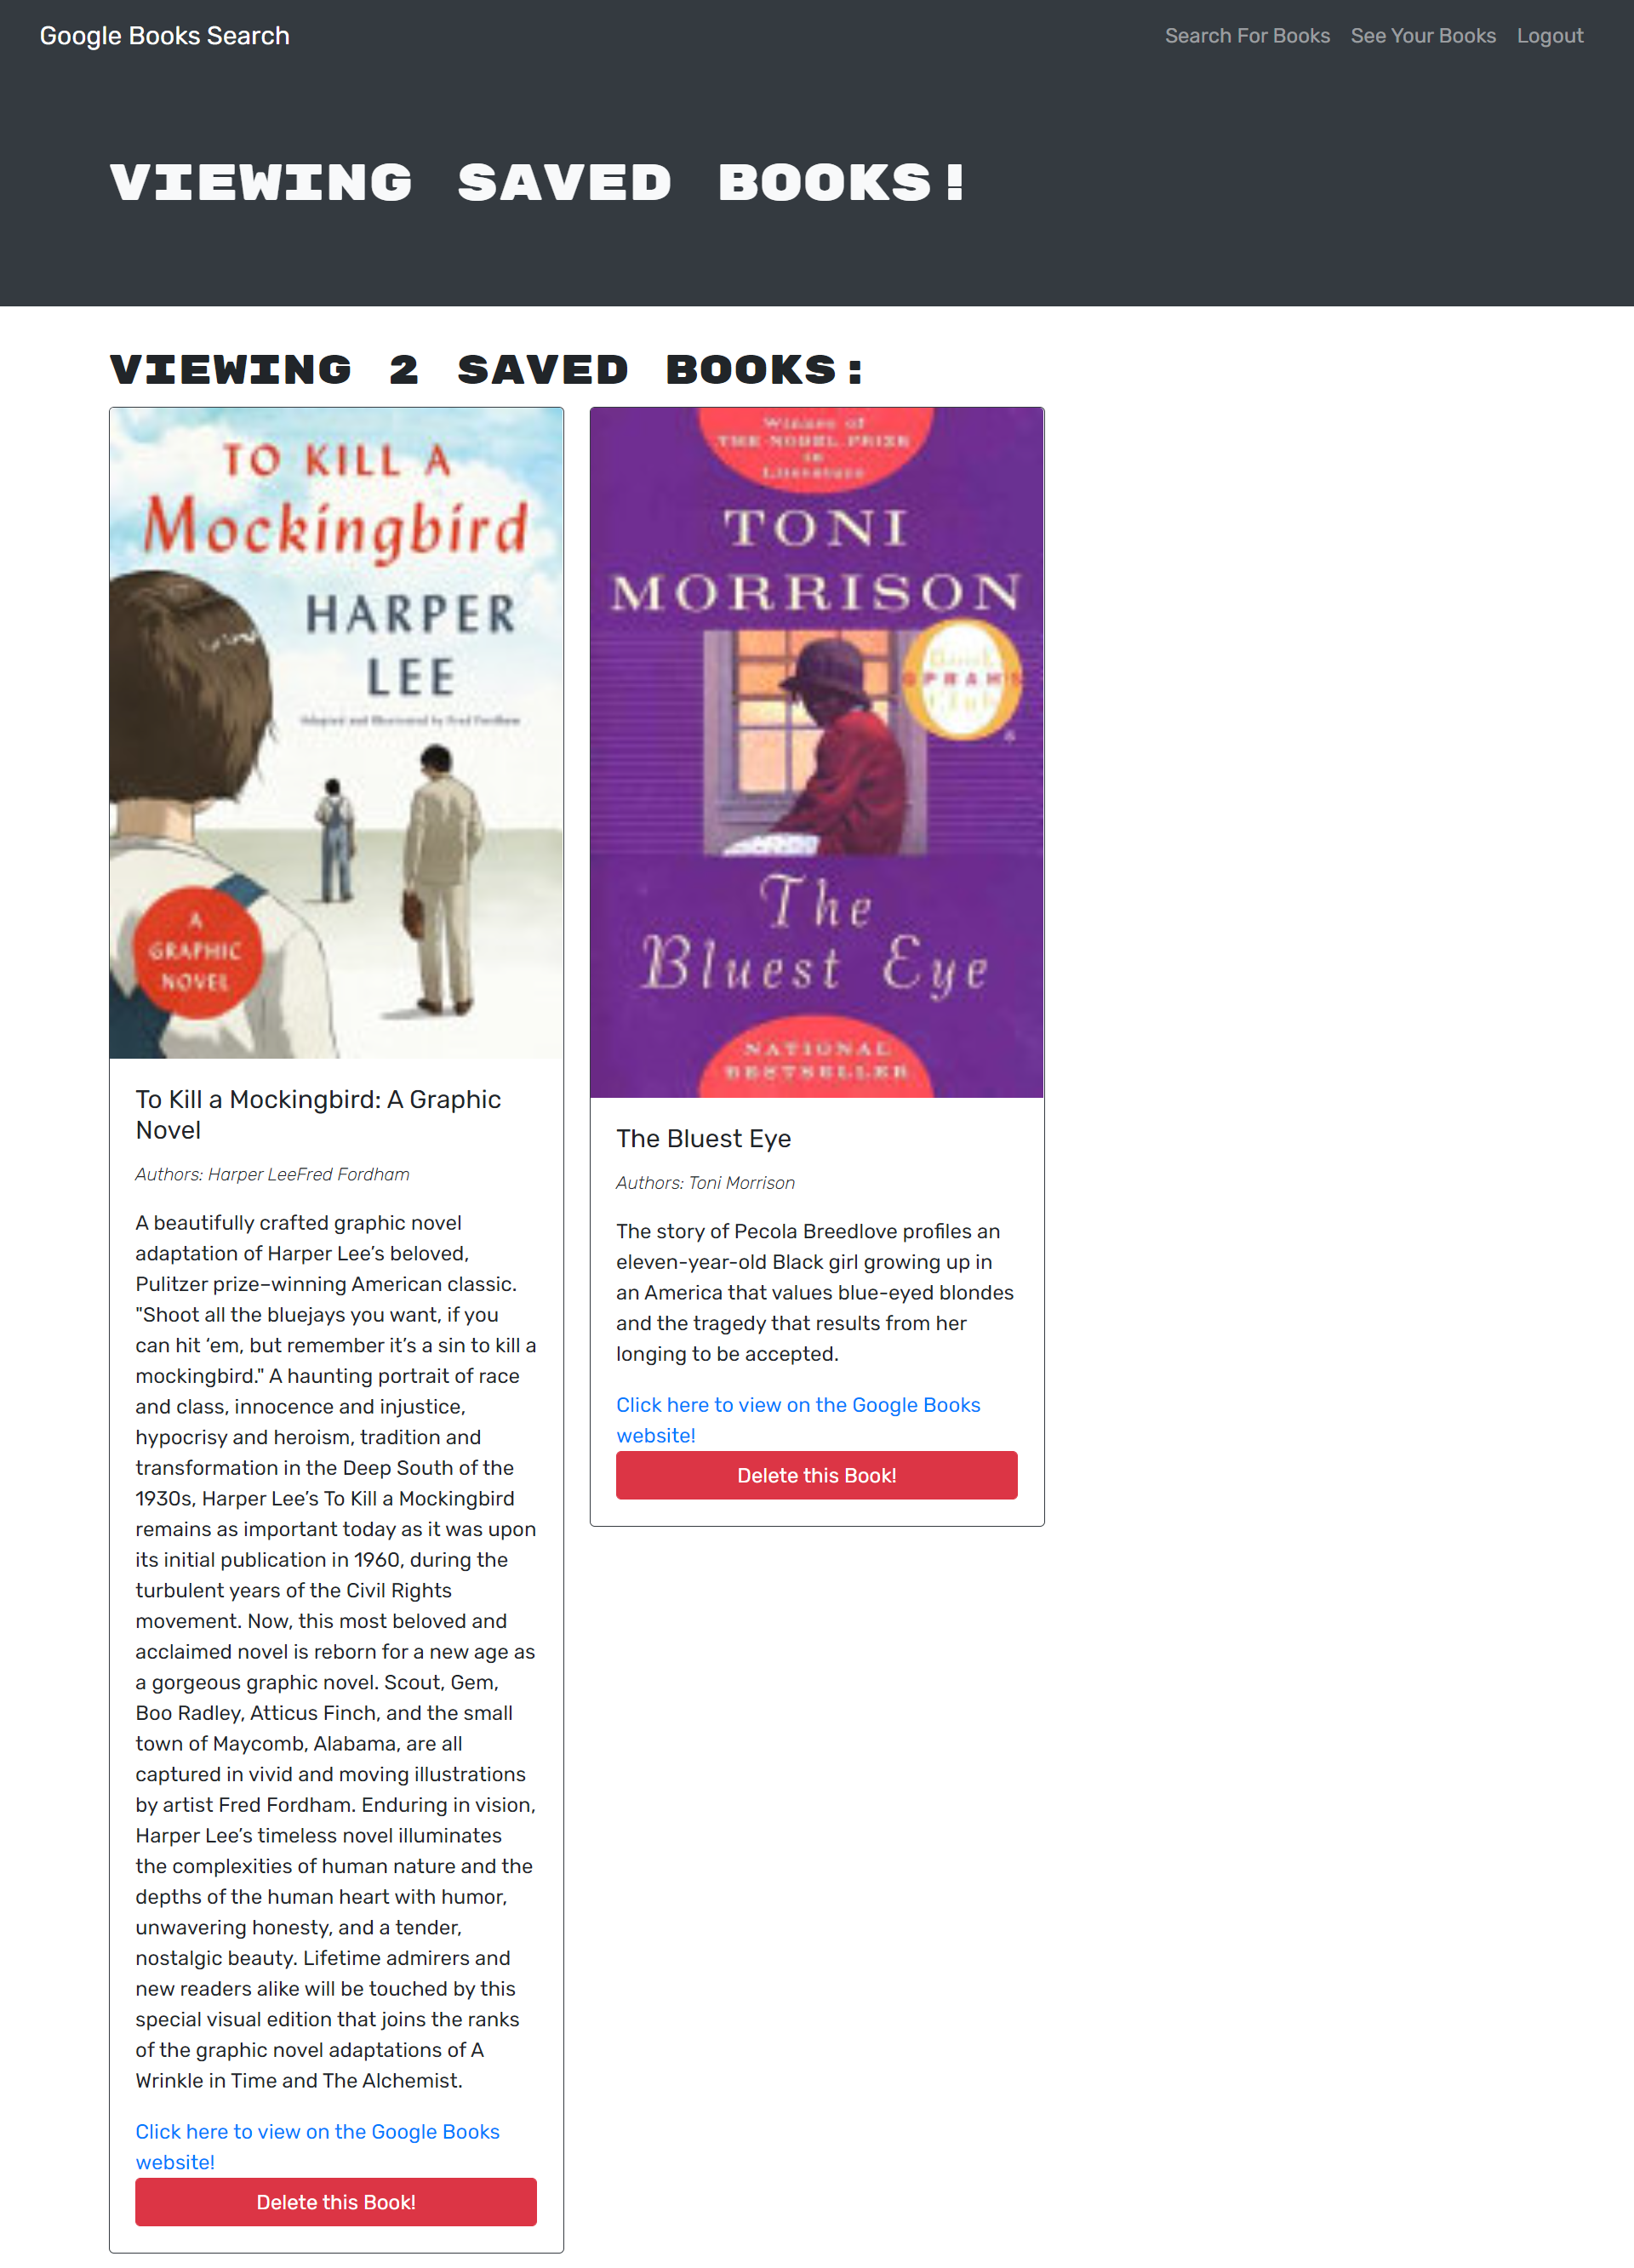 Google Books Search
Search For Books See Your Books Logout
VIEWING SAVED BOOKS!
VIEWING 2 SAVED BOOKS:
TO KILL A
Mockingbird
HARPER
LEE
Adapted and Illustrated by Fred Fordham
A
GRAPHIC
NOVEL
To Kill a Mockingbird: A Graphic
Novel
Authors: Harper LeeFred Fordham
A beautifully crafted graphic novel
adaptation of Harper Lee’s beloved,
Pulitzer prize–winning American classic.
"Shoot all the bluejays you want, if you
can hit ‘em, but remember it’s a sin to kill a
mockingbird." A haunting portrait of race
and class, innocence and injustice,
hypocrisy and heroism, tradition and
transformation in the Deep South of the
1930s, Harper Lee’s To Kill a Mockingbird
remains as important today as it was upon
its initial publication in 1960, during the
turbulent years of the Civil Rights
movement. Now, this most beloved and
acclaimed novel is reborn for a new age as
a gorgeous graphic novel. Scout, Gem,
Boo Radley, Atticus Finch, and the small
town of Maycomb, Alabama, are all
captured in vivid and moving illustrations
by artist Fred Fordham. Enduring in vision,
Harper Lee’s timeless novel illuminates
the complexities of human nature and the
depths of the human heart with humor,
unwavering honesty, and a tender,
nostalgic beauty. Lifetime admirers and
new readers alike will be touched by this
special visual edition that joins the ranks
of the graphic novel adaptations of A
Wrinkle in Time and The Alchemist.
Click here to view on the Google Books
website!
Delete this Book!
Winner of
THE NOBEL PRIZE
in
Literature
TONI
MORRISON
Book
OPRAH'S
Club
®
The
Bluest Eye
NATIONAL
BESTSELLER
The Bluest Eye
Authors: Toni Morrison
The story of Pecola Breedlove profiles an
eleven-year-old Black girl growing up in
an America that values blue-eyed blondes
and the tragedy that results from her
longing to be accepted.
Click here to view on the Google Books
website!
Delete this Book!